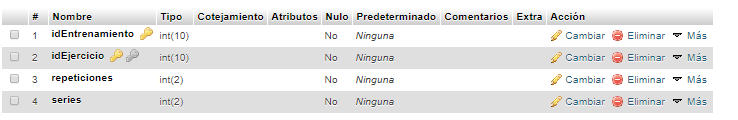 # Nombre Tipo Cotejamiento Atributos Nulo Predeterminado Comentarios Extra Acción
1 idEntrenamiento int(10) No Ninguna Cambiar Eliminar Más
2 idEjercicio int(10) No Ninguna Cambiar Eliminar Más
3 repeticiones int(2) No Ninguna Cambiar Eliminar Más
4 series int(2) No Ninguna Cambiar Eliminar Más